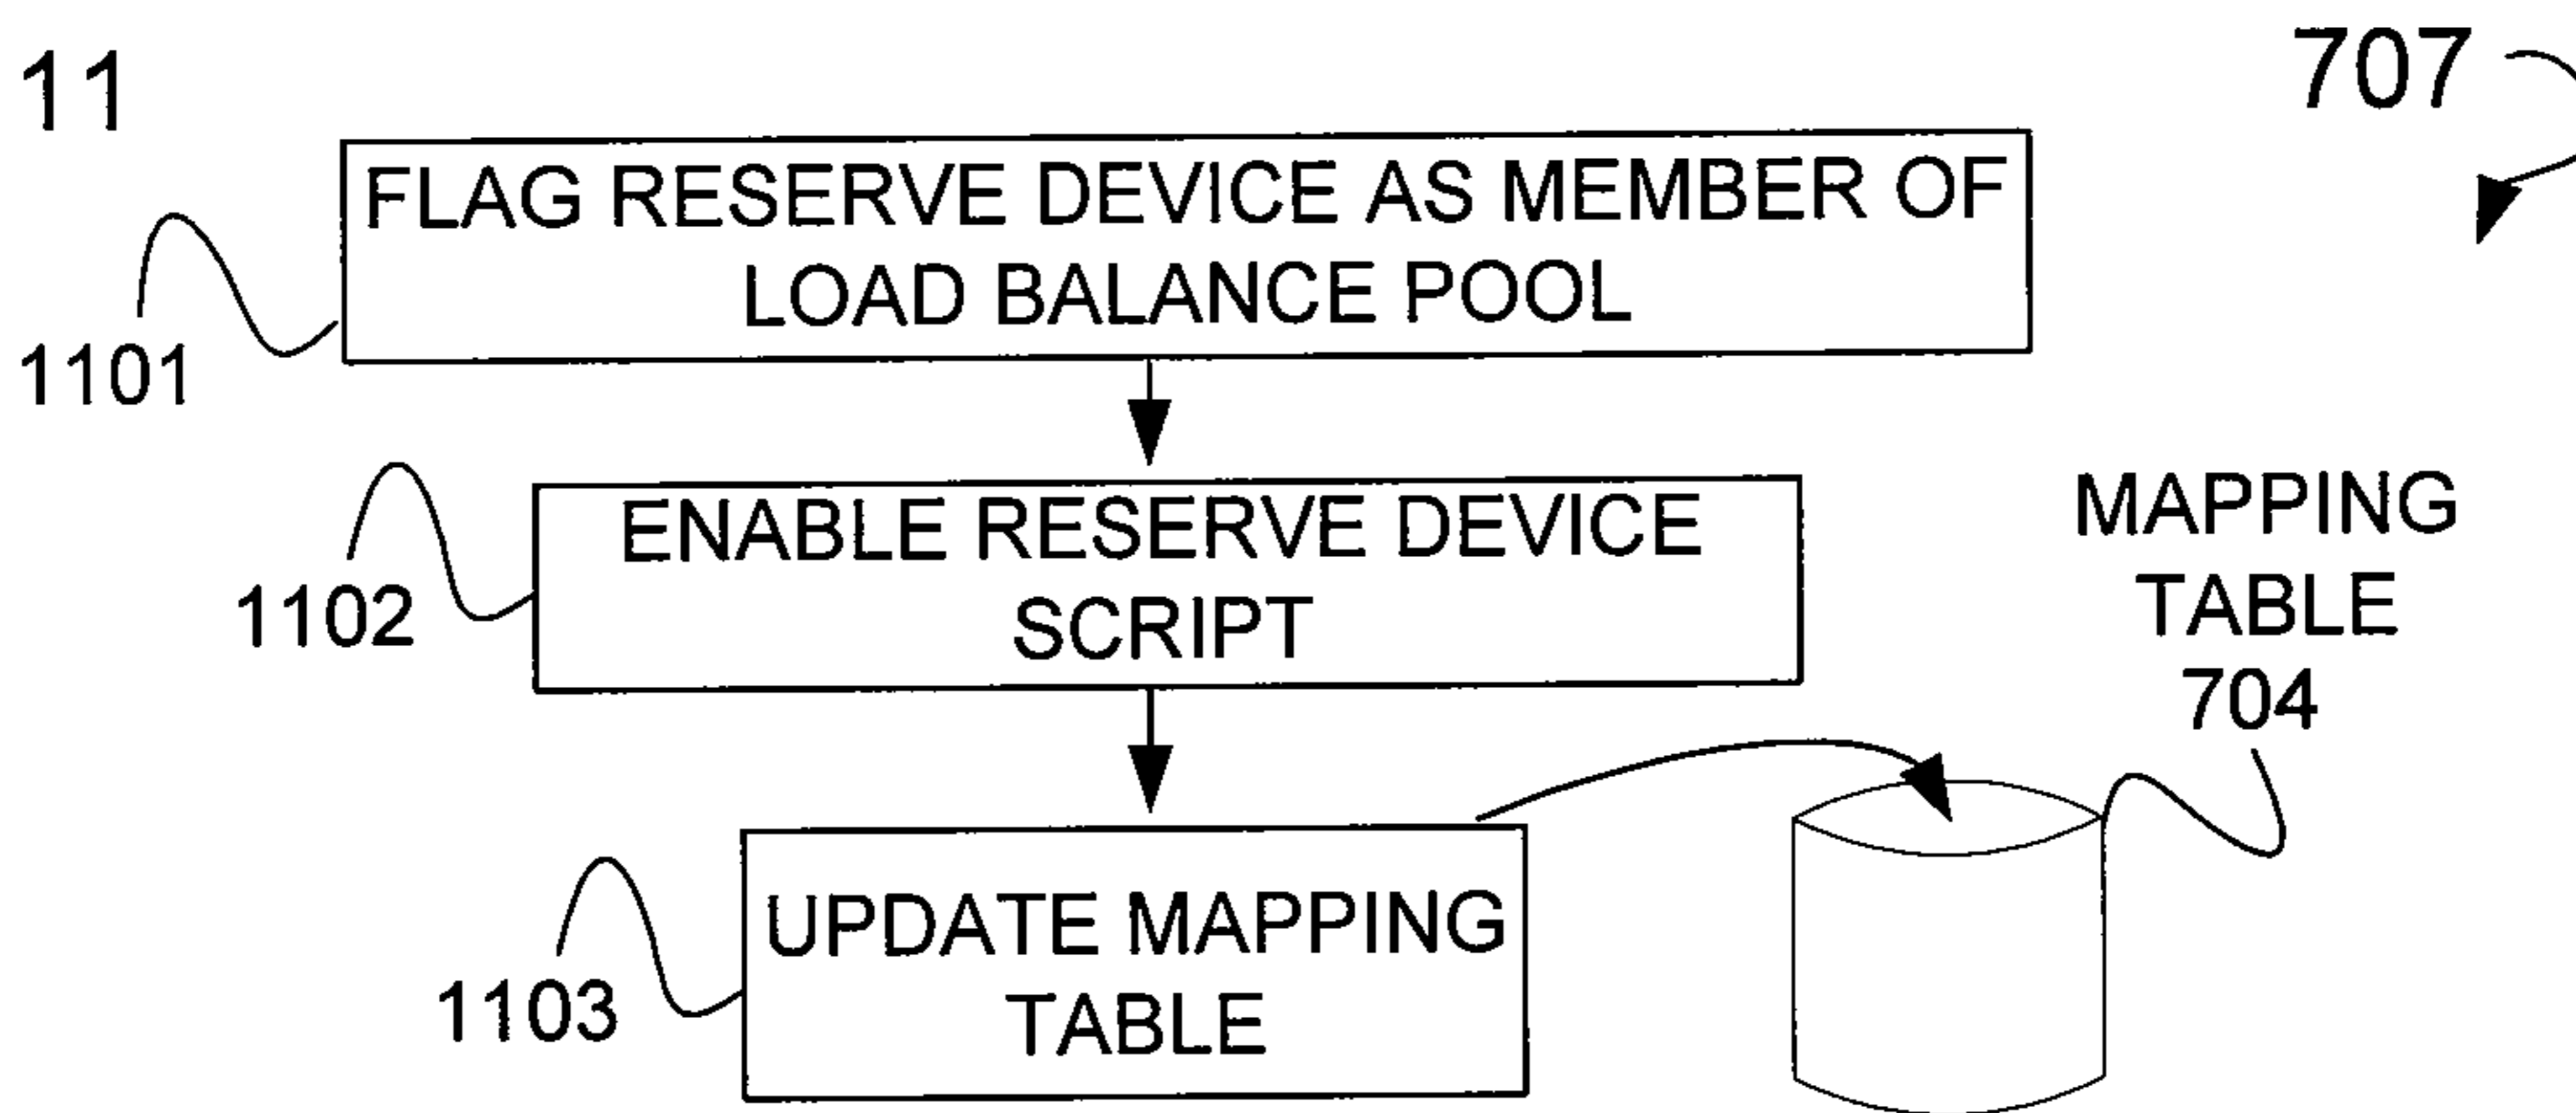 11
707
FLAG RESERVE DEVICE AS MEMBER OF
LOAD BALANCE POOL
1101
ENABLE RESERVE DEVICE
SCRIPT
1102
MAPPING
TABLE
704
UPDATE MAPPING
TABLE
1103